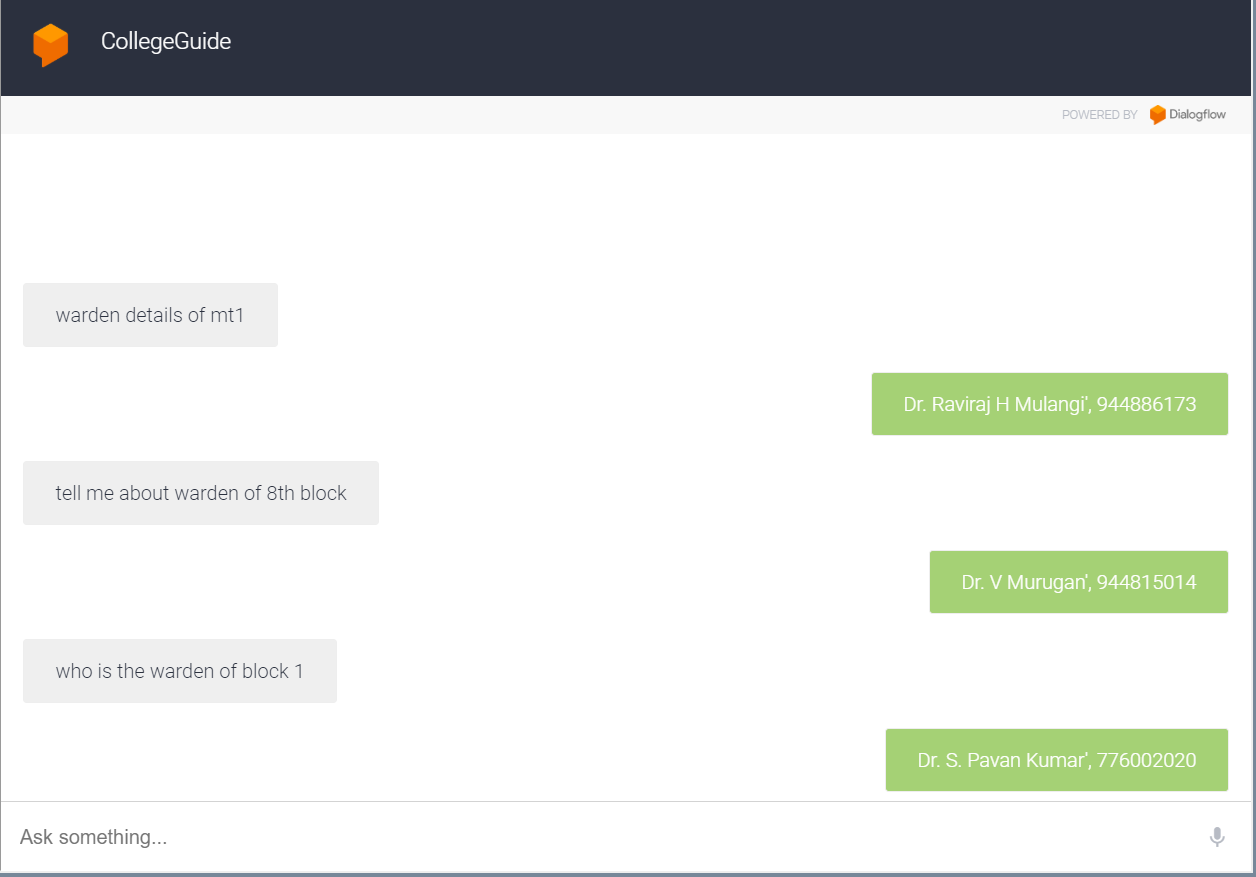 CollegeGuide
POWERED BY Dialogflow
warden details of mt1
Dr. Raviraj H Mulangi', 944886173
tell me about warden of 8th block
Dr. V Murugan', 944815014
who is the warden of block 1
Dr. S. Pavan Kumar', 776002020
Ask something...